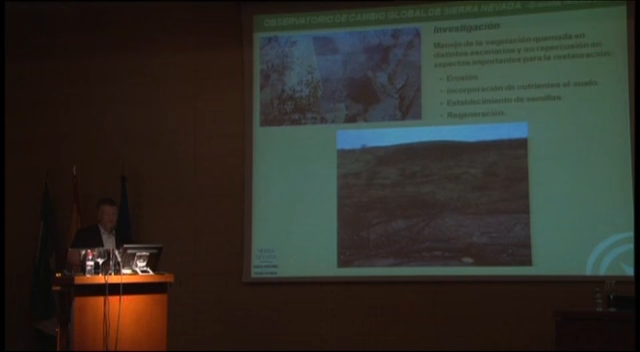 OBSERVATORIO DE CAMBIO GLOBAL DE SIERRA NEVADA
Investigación
Manejo de la vegetación quemada en
distintos escenarios y su repercusión en
aspectos importantes para la restauración:
- Erosión
- Incorporación de nutrientes al suelo
- Establecimiento de semillas
- Regeneración